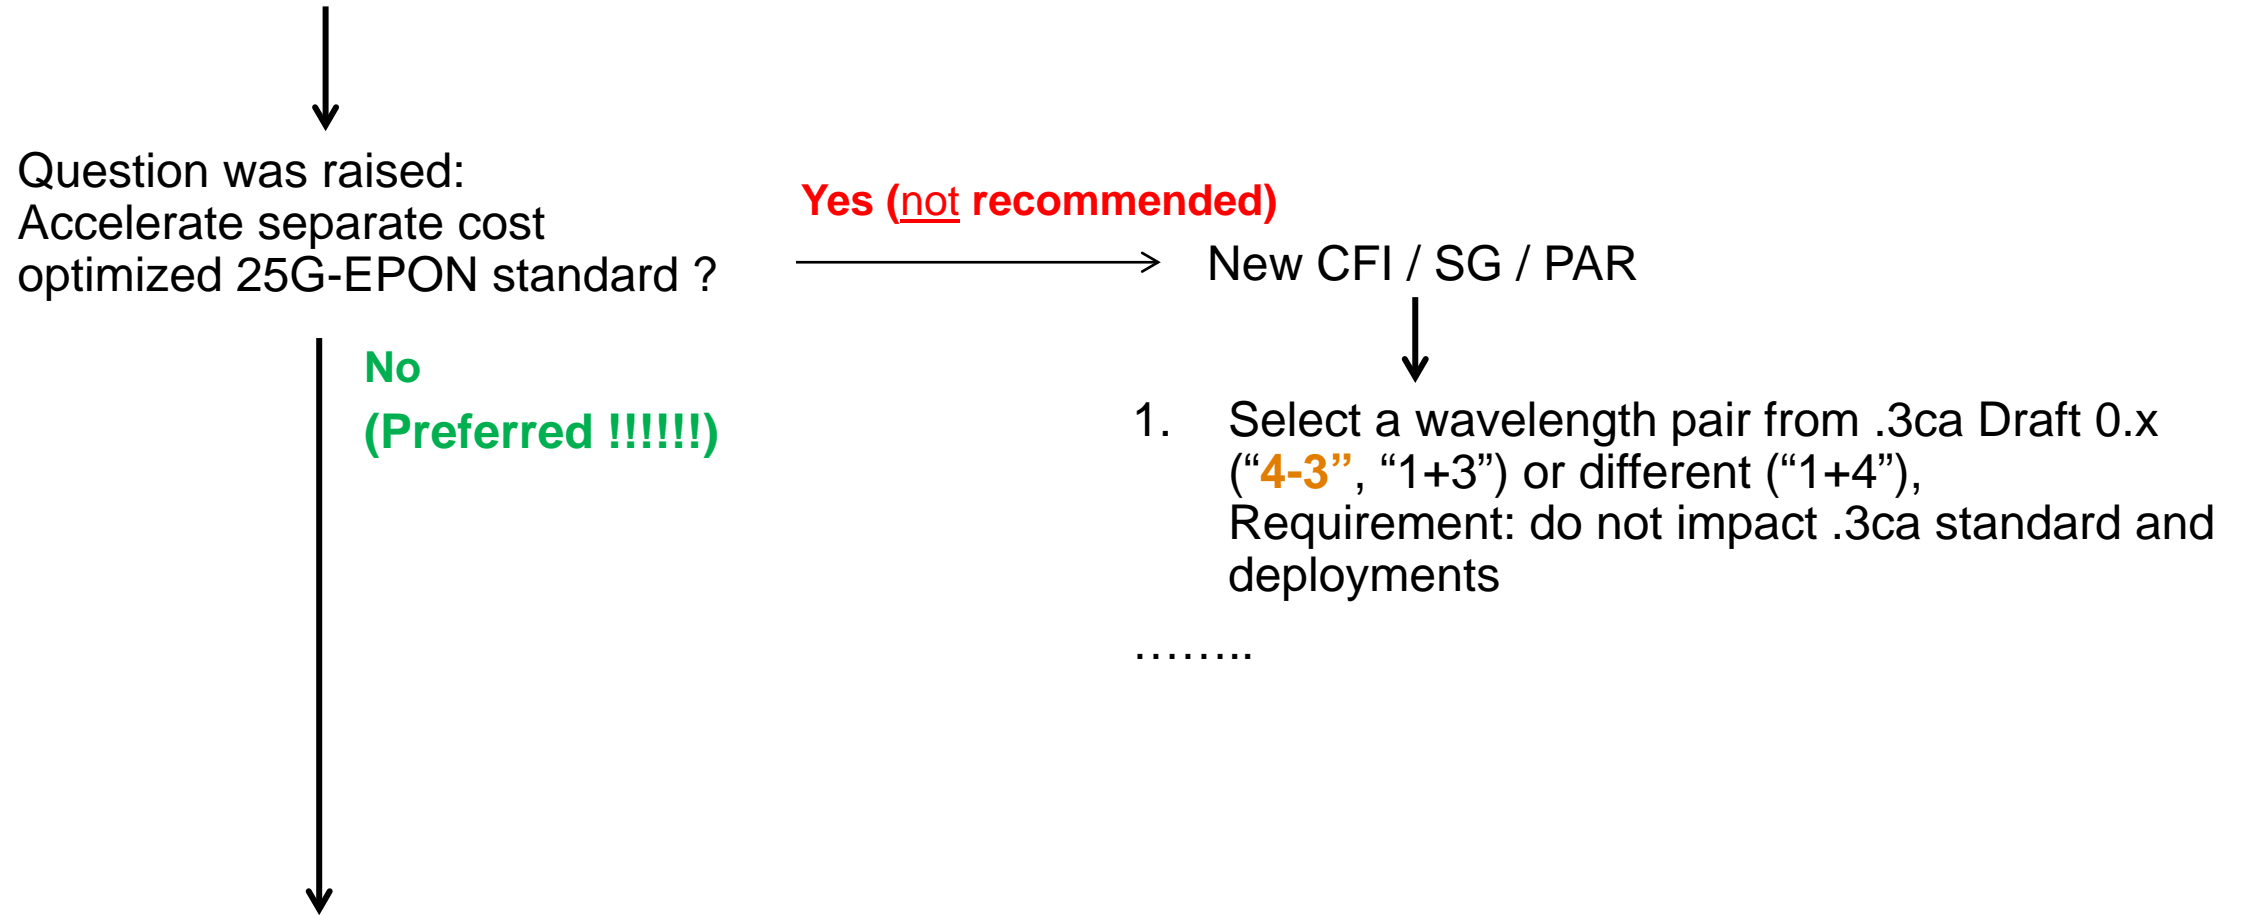 Question was raised:
Accelerate separate cost
optimized 25G-EPON standard ?
Yes (not recommended)
New CFI / SG / PAR
No
(Preferred !!!!!!)
1. Select a wavelength pair from .3ca Draft 0.x
(“4-3”, “1+3”) or different (“1+4”),
Requirement: do not impact .3ca standard and
deployments
……..